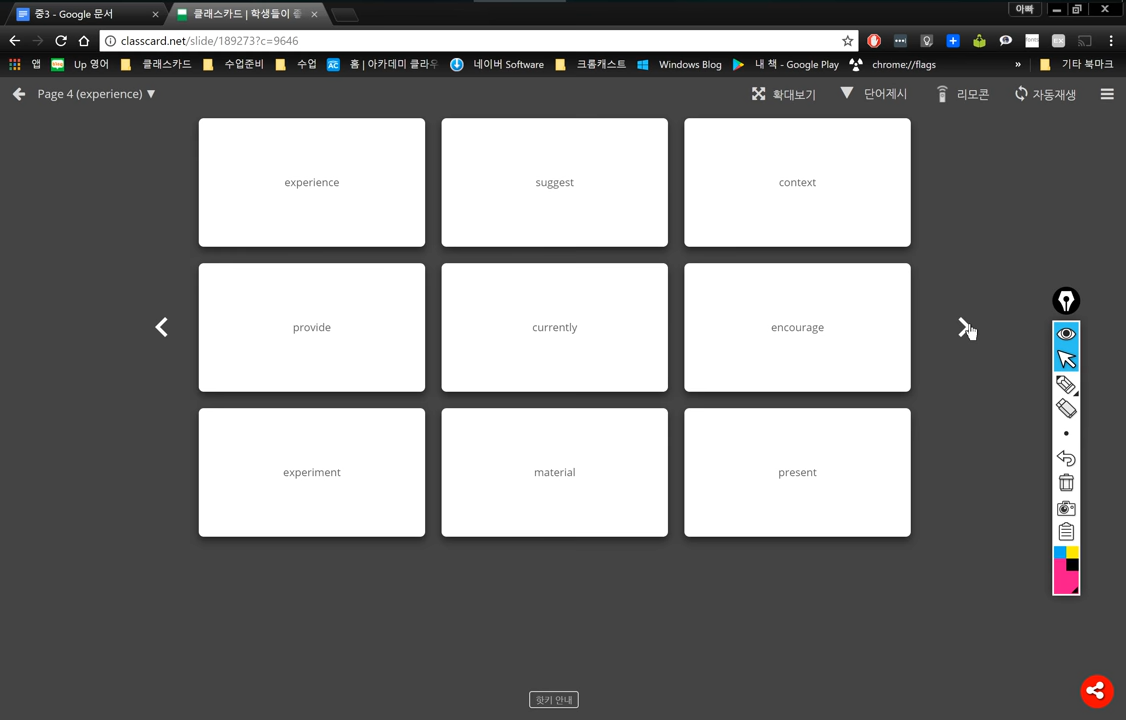 중3 - Google 문서
클래스카드 | 학생들이 즐
아빠
classcard.net/slide/189273?c=9646
앱
Up 영어
클래스카드
수업준비
수업
홈 | 아카데미 클라우
네이버 Software
크롬캐스트
Windows Blog
내 책 - Google Play
chrome://flags
»
기타 북마크
Page 4 (experience) ▼
확대보기
단어제시
리모콘
자동재생
experience
suggest
context
provide
currently
encourage
experiment
material
present
핫키 안내